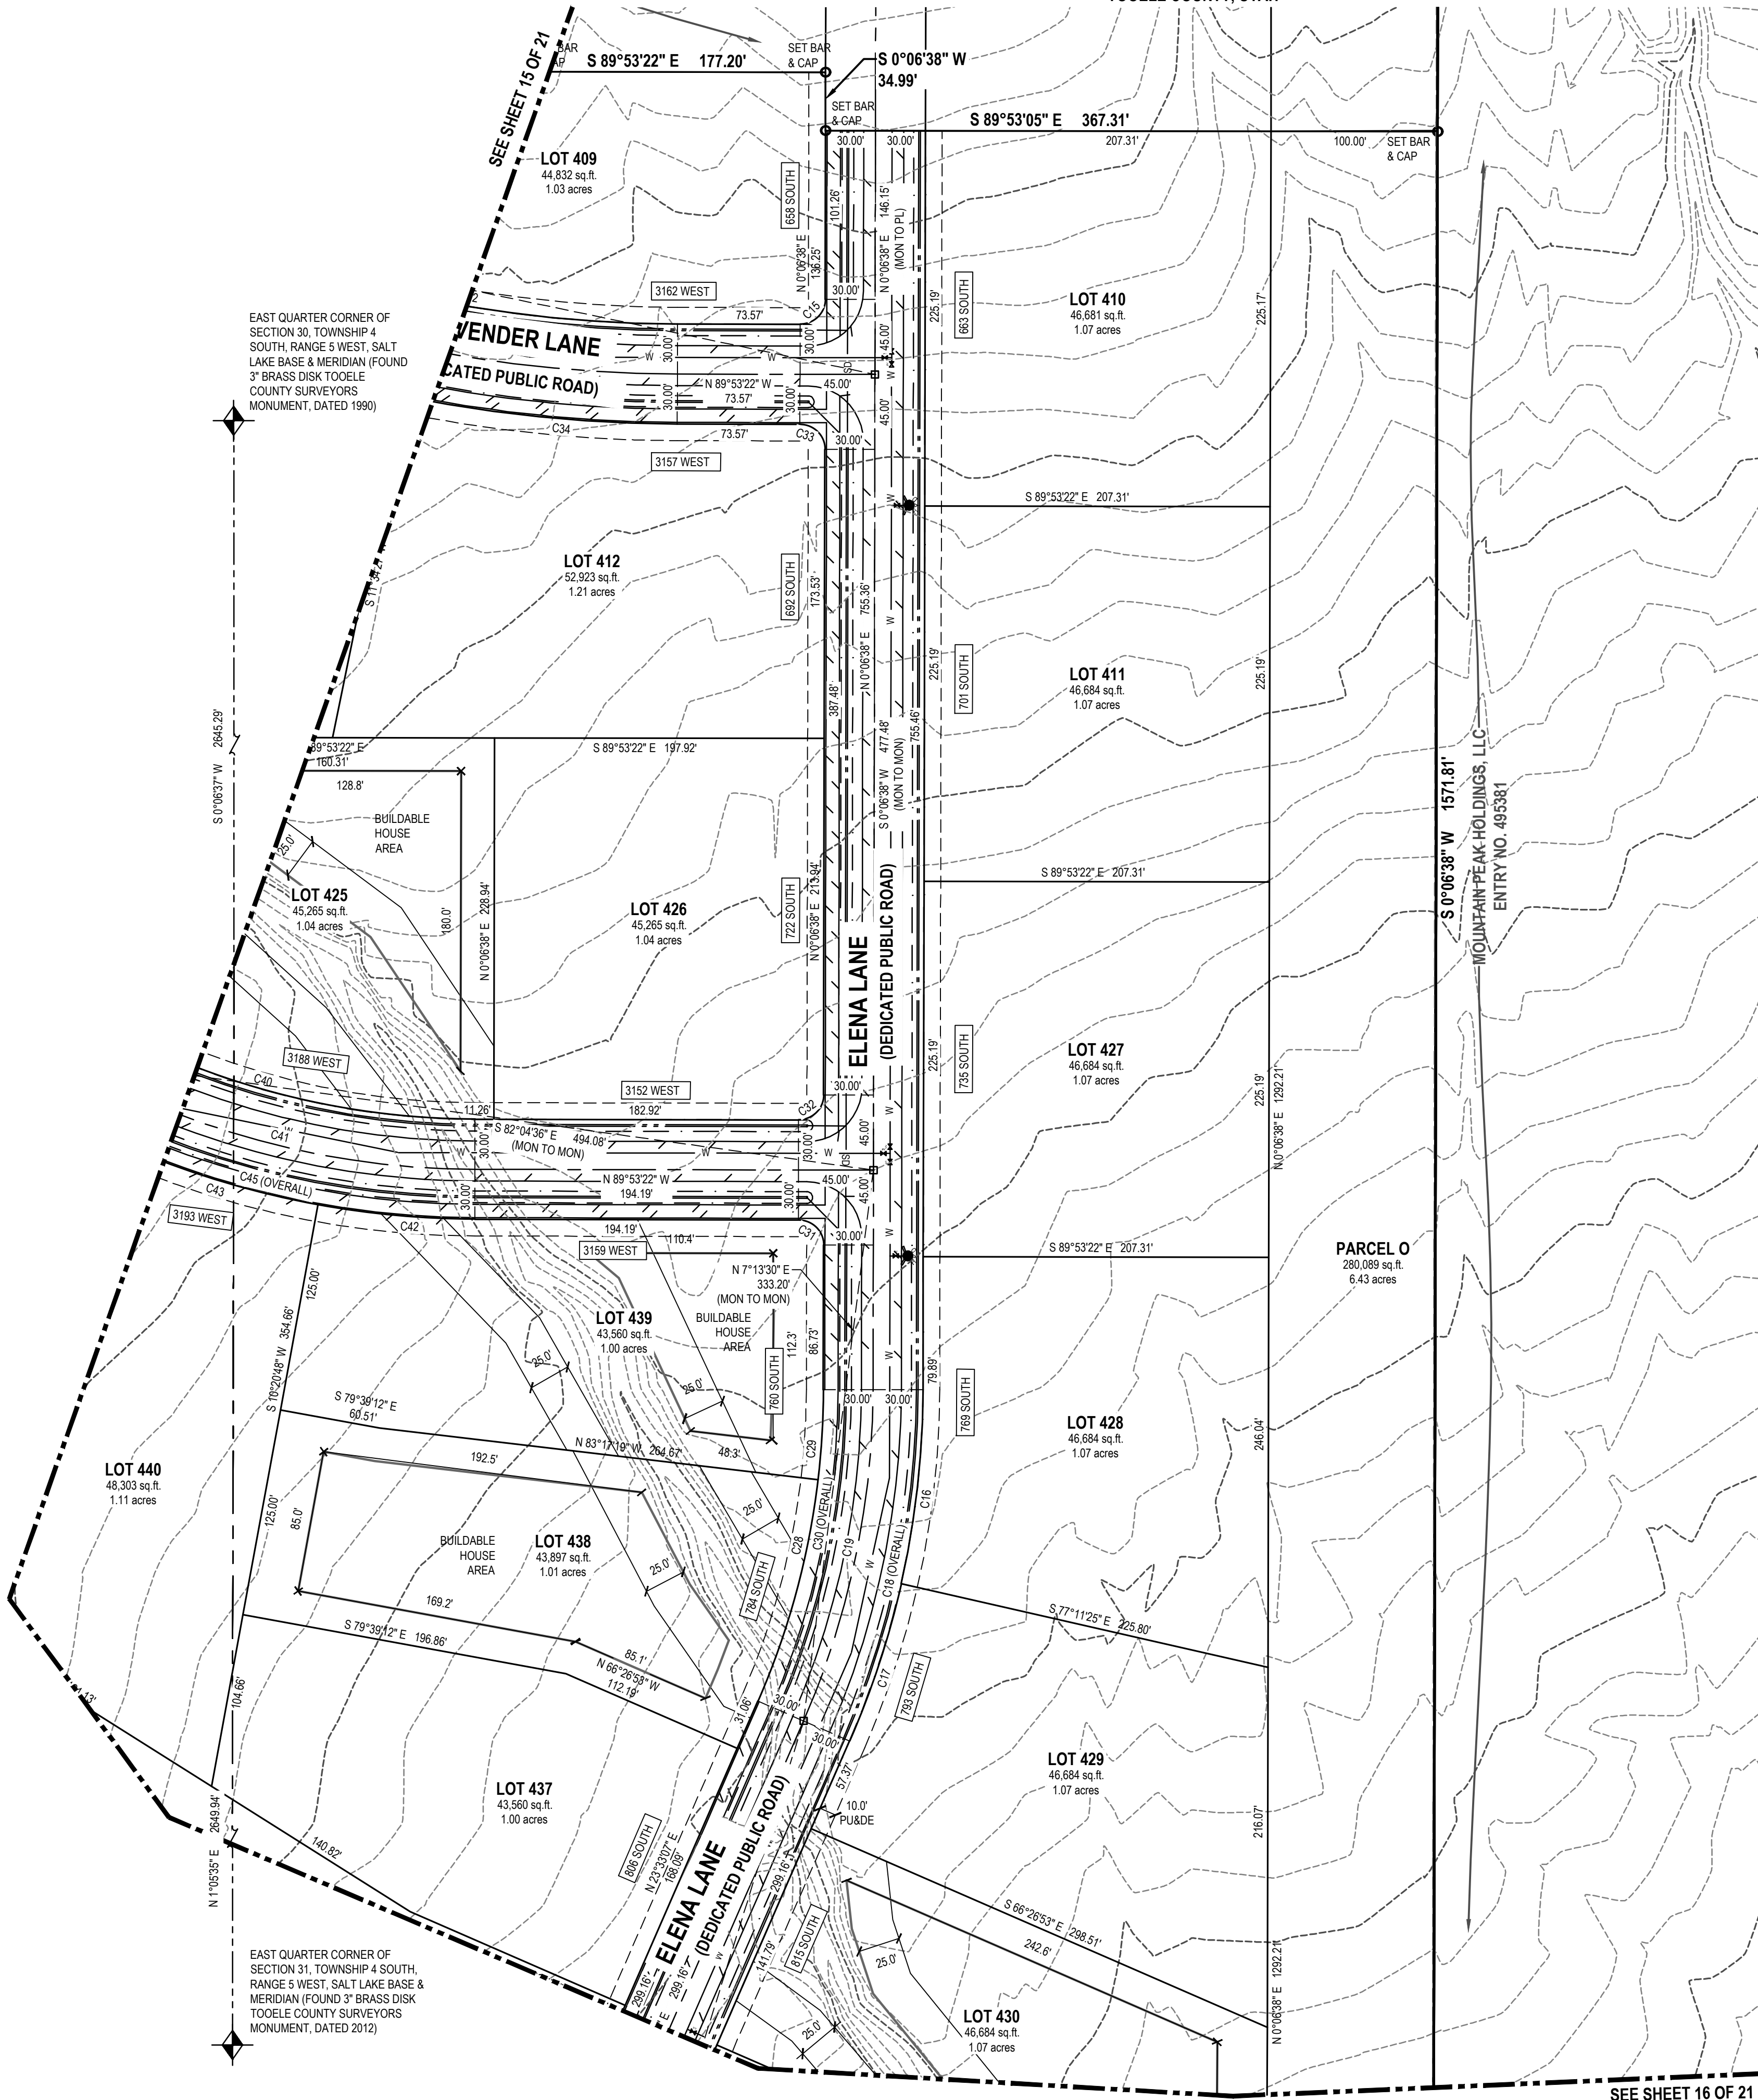 SEE SHEET 15 OF 21
S 89°53'22" E 177.20'
SET BAR
& CAP
S 0°06'38" W
34.99'
SET BAR
& CAP
S 89°53'05" E 367.31'
30.00'
30.00'
207.31'
100.00'
SET BAR
& CAP
LOT 409
44,832 sq.ft.
1.03 acres
658 SOUTH
101.26'
N 0°06'38" E
136.25'
N 0°06'38" E 146.15'
(MON TO PL)
30.00'
225.19'
663 SOUTH
LOT 410
46,681 sq.ft.
1.07 acres
225.17'
3162 WEST
73.57'
C15
EAST QUARTER CORNER OF
SECTION 30, TOWNSHIP 4
SOUTH, RANGE 5 WEST, SALT
LAKE BASE & MERIDIAN (FOUND
3" BRASS DISK TOOELE
COUNTY SURVEYORS
MONUMENT, DATED 1990)
VENDER LANE
CATED PUBLIC ROAD)
30.00'
30.00'
W
W
45.00'
SD
W
N 89°53'22" W
73.57'
45.00'
30.00'
30.00'
45.00'
C34
73.57'
C33
30.00'
3157 WEST
W
S 89°53'22" E 207.31'
LOT 412
52,923 sq.ft.
1.21 acres
692 SOUTH
173.53'
755.36'
N 0°06'38" E
W
225.19'
701 SOUTH
LOT 411
46,684 sq.ft.
1.07 acres
225.19'
387.48'
S 0°06'38" W 477.48'
(MON TO MON)
755.46'
S 0°06'37" W 2645.29'
89°53'22" E
160.31'
S 89°53'22" E 197.92'
128.8'
BUILDABLE
HOUSE
AREA
25.0'
LOT 425
45,265 sq.ft.
1.04 acres
180.0'
N 0°06'38" E 228.94'
LOT 426
45,265 sq.ft.
1.04 acres
722 SOUTH
N 0°06'38" E 213.94'
ELENA LANE
(DEDICATED PUBLIC ROAD)
S 89°53'22" E 207.31'
S 0°06'38" W 1571.81'
MOUNTAIN PEAK HOLDINGS, LLC
ENTRY NO. 495381
225.19'
735 SOUTH
LOT 427
46,684 sq.ft.
1.07 acres
225.19'
N 0°06'38" E 1292.21'
3188 WEST
C40
3152 WEST
30.00'
11.26'
182.92'
C32
W
C41
30.00'
S 82°04'36" E 494.08'
(MON TO MON)
W
W
30.00'
W
45.00'
SD
C45 (OVERALL)
N 89°53'22" W
194.19'
30.00'
30.00'
45.00'
45.00'
C43
3193 WEST
C42
194.19'
C31
W
30.00'
3159 WEST
110.4'
S 89°53'22" E 207.31'
PARCEL O
280,089 sq.ft.
6.43 acres
N 7°13'30" E
333.20'
(MON TO MON)
125.00'
S 10°20'48" W 354.66'
LOT 439
43,560 sq.ft.
1.00 acres
BUILDABLE
HOUSE
AREA
112.3'
86.73'
W
79.89'
25.0'
25.0'
760 SOUTH
30.00'
30.00'
769 SOUTH
LOT 428
46,684 sq.ft.
1.07 acres
246.04'
S 79°39'12" E
60.51'
N 83°17'19" W 264.67'
48.3'
C29
LOT 440
48,303 sq.ft.
1.11 acres
192.5'
125.00'
85.0'
25.0'
C16
C30 (OVERALL)
C28
C19
W
C18 (OVERALL)
BUILDABLE
HOUSE
AREA
LOT 438
43,897 sq.ft.
1.01 acres
25.0'
784 SOUTH
169.2'
S 79°39'12" E 196.86'
S 77°11'25" E 225.80'
85.1'
N 66°26'58" W
112.19'
C17
793 SOUTH
104.66'
31.06'
30.00'
30.00'
57.37'
LOT 429
46,684 sq.ft.
1.07 acres
LOT 437
43,560 sq.ft.
1.00 acres
10.0'
PU&DE
216.07'
140.82'
N 1°05'35" E 2649.94'
806 SOUTH
N 23°33'07" E
168.09'
ELENA LANE
(DEDICATED PUBLIC ROAD)
299.16'
S 66°26'53" E 298.51'
242.6'
815 SOUTH
141.79'
25.0'
W
299.16'
299.16'
E
N 0°06'38" E 1292.21'
EAST QUARTER CORNER OF
SECTION 31, TOWNSHIP 4 SOUTH,
RANGE 5 WEST, SALT LAKE BASE &
MERIDIAN (FOUND 3" BRASS DISK
TOOELE COUNTY SURVEYORS
MONUMENT, DATED 2012)
25.0'
LOT 430
46,684 sq.ft.
1.07 acres
SEE SHEET 16 OF 21